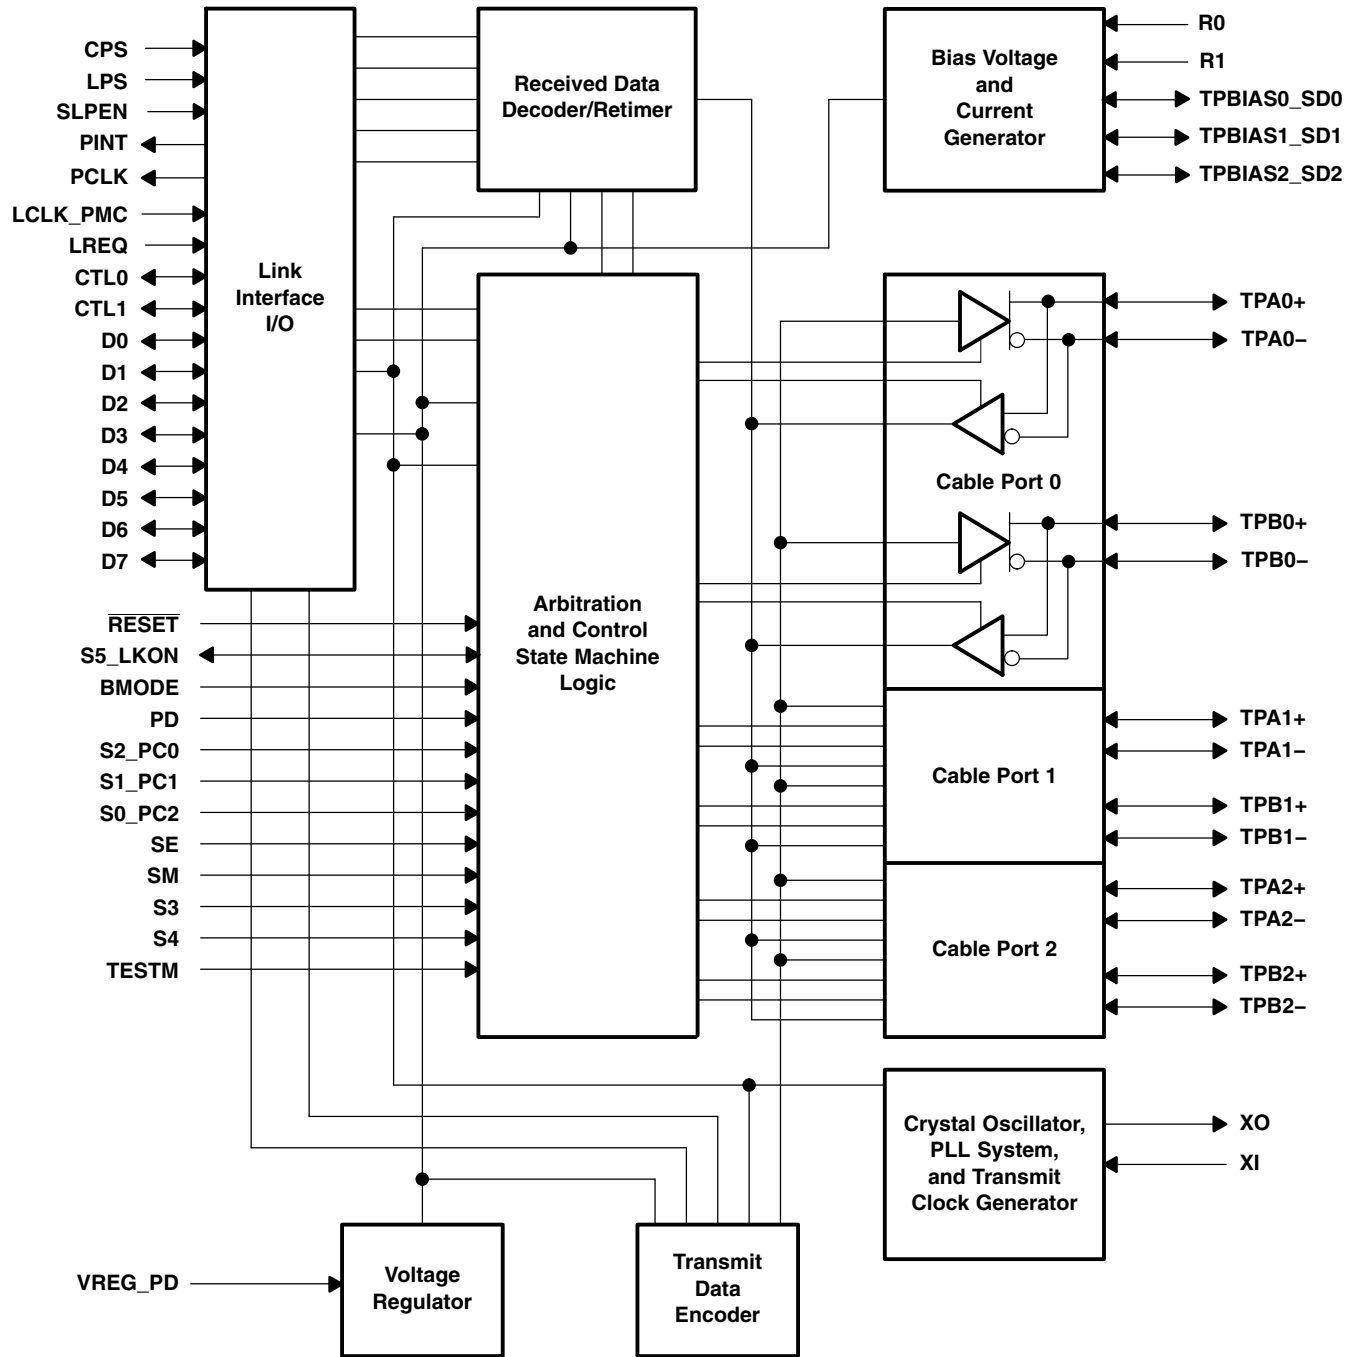 CPS
LPS
SLPEN
PINT
PCLK
LCLK_PMC
LREQ
CTL0
CTL1
D0
D1
D2
D3
D4
D5
D6
D7
RESET
S5_LKON
BMODE
PD
S2_PC0
S1_PC1
S0_PC2
SE
SM
S3
S4
TESTM
VREG_PD
Link
Interface
I/O
Received Data
Decoder/Retimer
Arbitration
and Control
State Machine
Logic
Voltage
Regulator
Transmit
Data
Encoder
Bias Voltage
and
Current
Generator
Cable Port 0
Cable Port 1
Cable Port 2
Crystal Oscillator,
PLL System,
and Transmit
Clock Generator
R0
R1
TPBIAS0_SD0
TPBIAS1_SD1
TPBIAS2_SD2
TPA0+
TPA0−
TPB0+
TPB0−
TPA1+
TPA1−
TPB1+
TPB1−
TPA2+
TPA2−
TPB2+
TPB2−
XO
XI